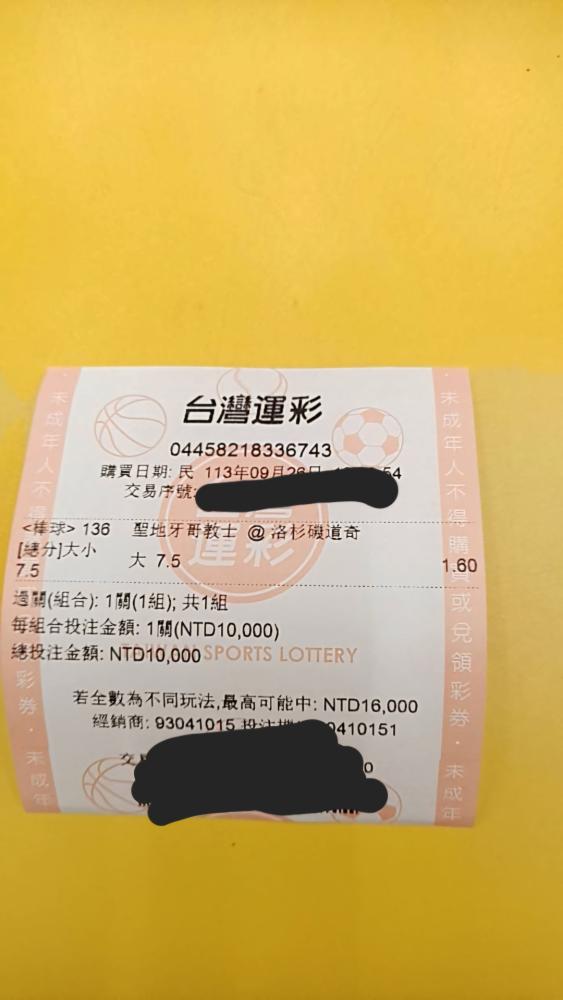 台灣運彩
04458218336743
購買日期: 民 113年09月26日 54
交易序號:
<棒球> 136 聖地牙哥教士 @ 洛杉磯道奇
[總分]大小 大 7.5 1.60
7.5
過關(組合): 1關(1組); 共1組
每組合投注金額: 1關(NTD10,000)
總投注金額: NTD10,000
SPORTS LOTTERY
若全數為不同玩法,最高可能中: NTD16,000
經銷商: 93041015 投注機 0410151
交 0
未成年人不得購買或兌領彩券．未成年